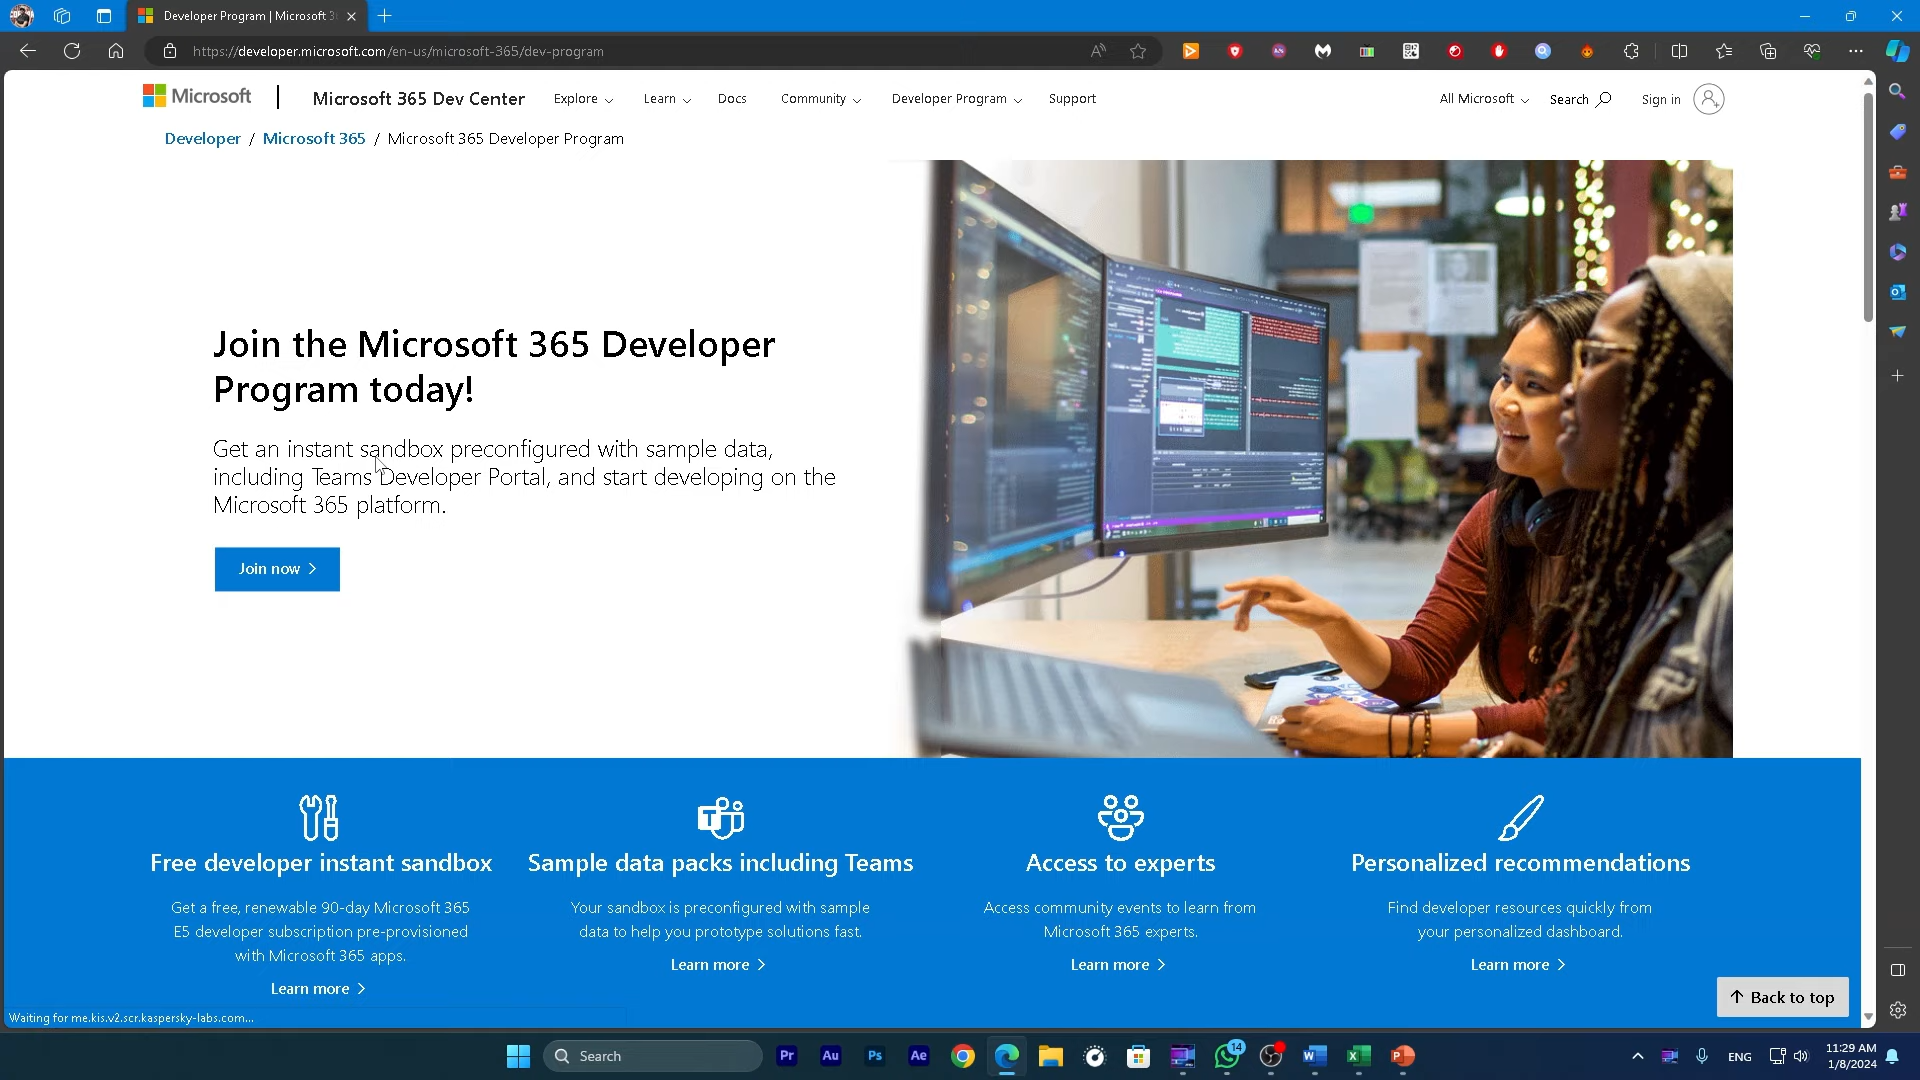 Developer Program | Microsoft 3
https://developer.microsoft.com/en-us/microsoft-365/dev-program
Microsoft
Microsoft 365 Dev Center
Explore
Learn
Docs
Community
Developer Program
Support
All Microsoft
Search
Sign in
Developer / Microsoft 365 / Microsoft 365 Developer Program
Join the Microsoft 365 Developer
Program today!
Get an instant sandbox preconfigured with sample data,
including Teams Developer Portal, and start developing on the
Microsoft 365 platform.
Join now
Free developer instant sandbox
Get a free, renewable 90-day Microsoft 365
E5 developer subscription pre-provisioned
with Microsoft 365 apps.
Learn more
Sample data packs including Teams
Your sandbox is preconfigured with sample
data to help you prototype solutions fast.
Learn more
Access to experts
Access community events to learn from
Microsoft 365 experts.
Learn more
Personalized recommendations
Find developer resources quickly from
your personalized dashboard.
Learn more
Back to top
Waiting for me.kis.v2.scr.kaspersky-labs.com...
Search
Pr
Au
Ps
Ae
14
ENG
11:29 AM
1/8/2024